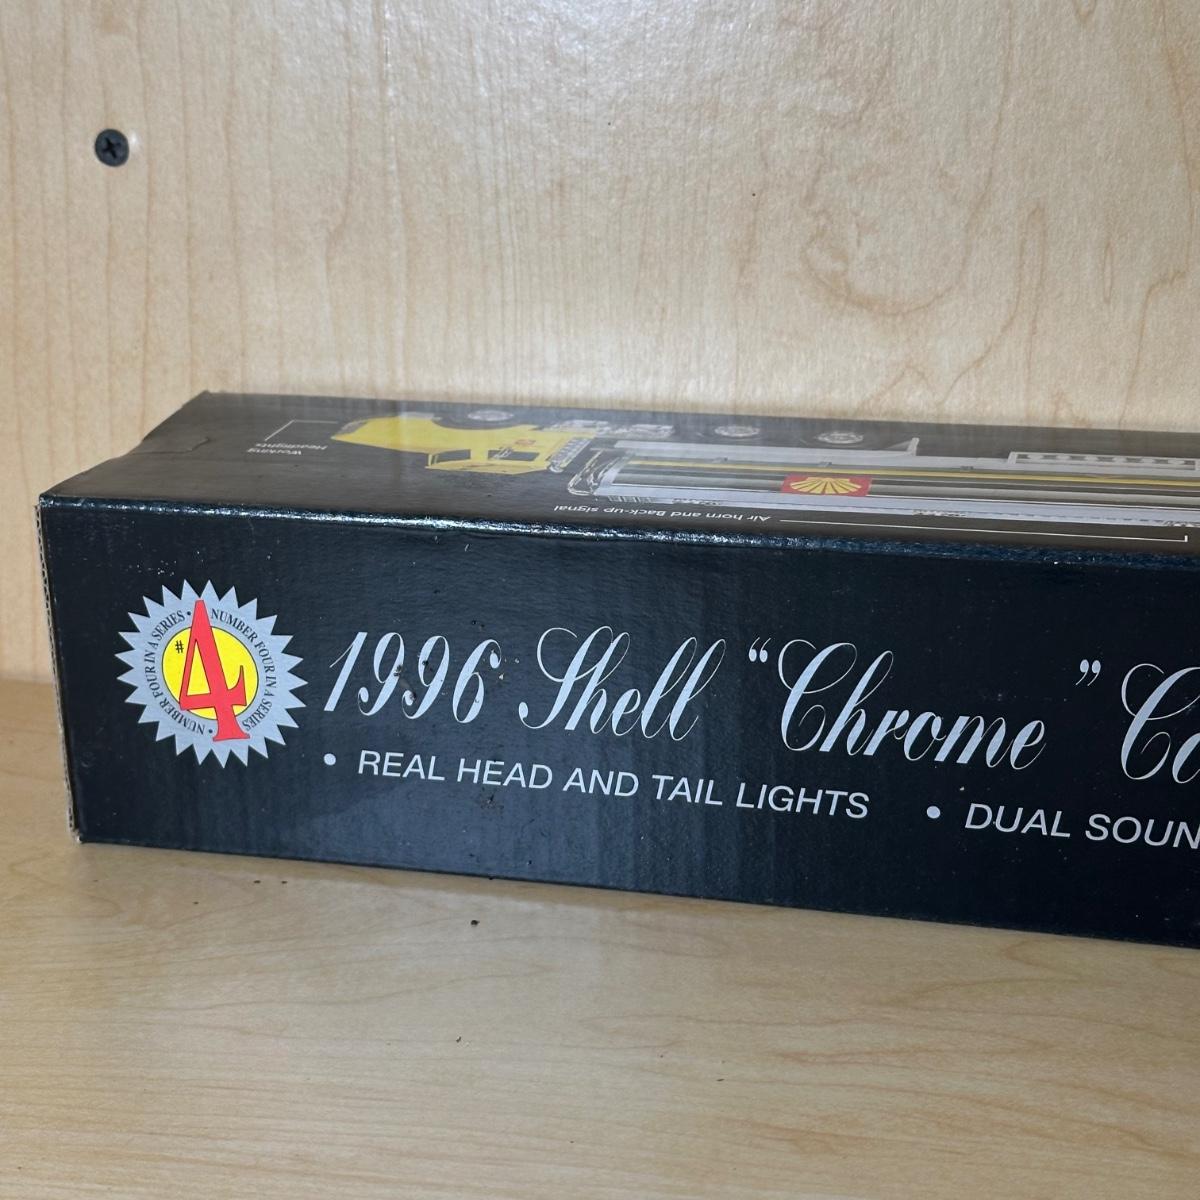 Working
Headlights
Air horn and Back-up signal
NUMBER FOUR IN A SERIES • NUMBER FOUR IN A SERIES •
#4
1996 Shell "Chrome"
• REAL HEAD AND TAIL LIGHTS • DUAL